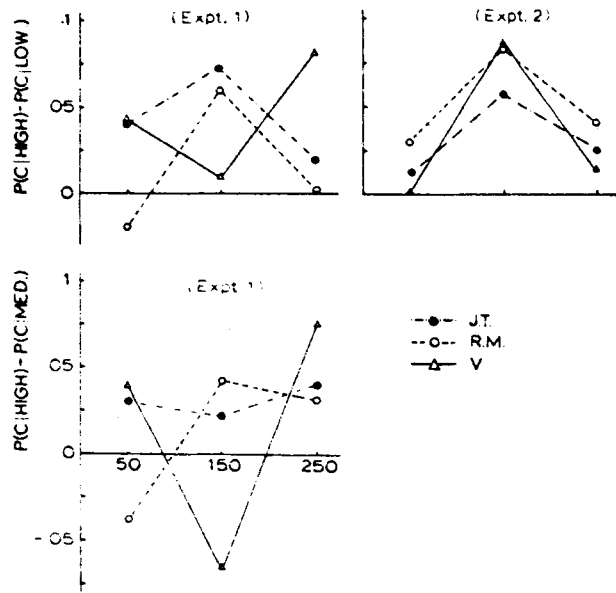 (Expt. 1)
(Expt. 2)
P(C|HIGH)-P(C|LOW)
.1
05
0
(Expt. 1)
P(C|HIGH)-P(C|MED.)
1
05
0
- 05
50 150 250
J.T.
R.M.
V